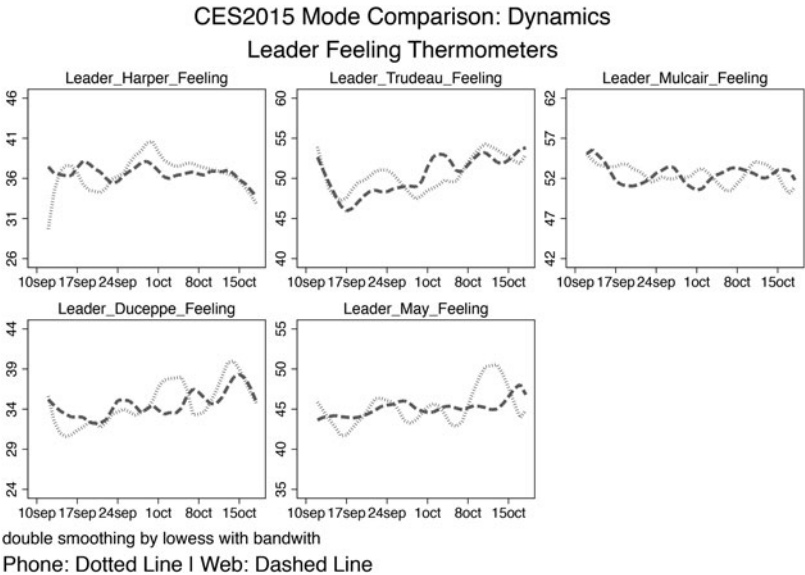 CES2015 Mode Comparison: Dynamics
Leader Feeling Thermometers
Leader_Harper_Feeling
46
41
36
31
26
10sep 17sep 24sep 1oct 8oct 15oct
Leader_Trudeau_Feeling
60
55
50
45
40
10sep 17sep 24sep 1oct 8oct 15oct
Leader_Mulcair_Feeling
62
57
52
47
42
10sep 17sep 24sep 1oct 8oct 15oct
Leader_Duceppe_Feeling
44
39
34
29
24
10sep 17sep 24sep 1oct 8oct 15oct
Leader_May_Feeling
55
50
45
40
35
10sep 17sep 24sep 1oct 8oct 15oct
double smoothing by lowess with bandwith
Phone: Dotted Line | Web: Dashed Line